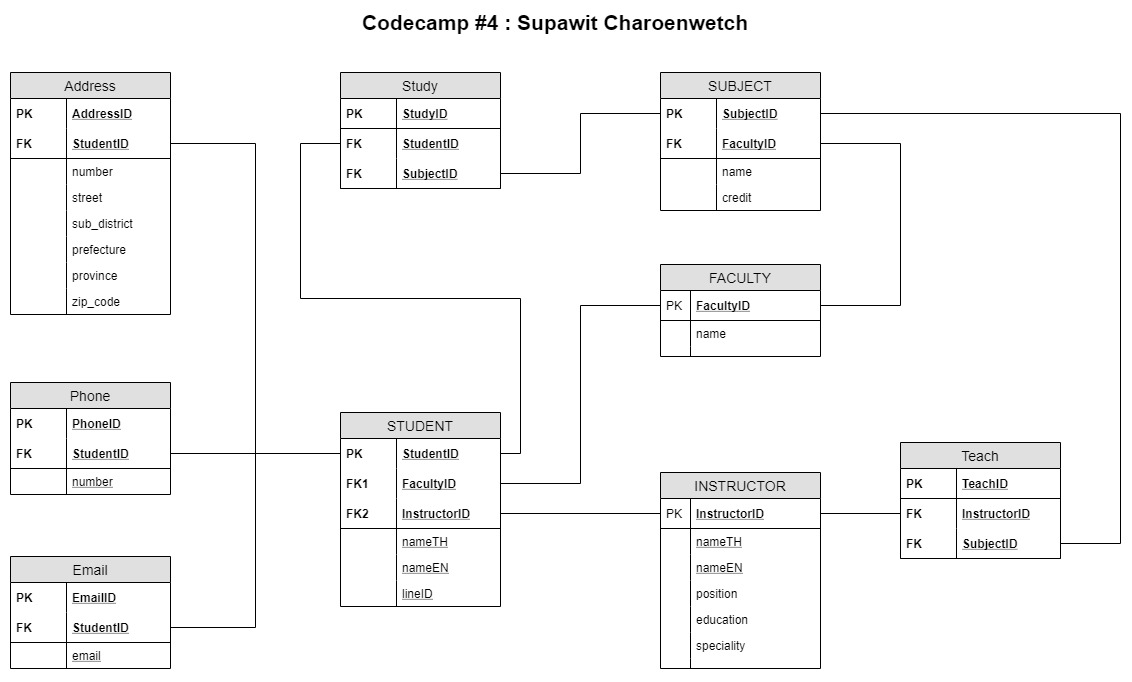 Codecamp #4 : Supawit Charoenwetch
Address
PK AddressID
FK StudentID
number
street
sub_district
prefecture
province
zip_code
Phone
PK PhoneID
FK StudentID
number
Email
PK EmailID
FK StudentID
email
Study
PK StudyID
FK StudentID
FK SubjectID
STUDENT
PK StudentID
FK1 FacultyID
FK2 InstructorID
nameTH
nameEN
lineID
SUBJECT
PK SubjectID
FK FacultyID
name
credit
FACULTY
PK FacultyID
name
INSTRUCTOR
PK InstructorID
nameTH
nameEN
position
education
speciality
Teach
PK TeachID
FK InstructorID
FK SubjectID